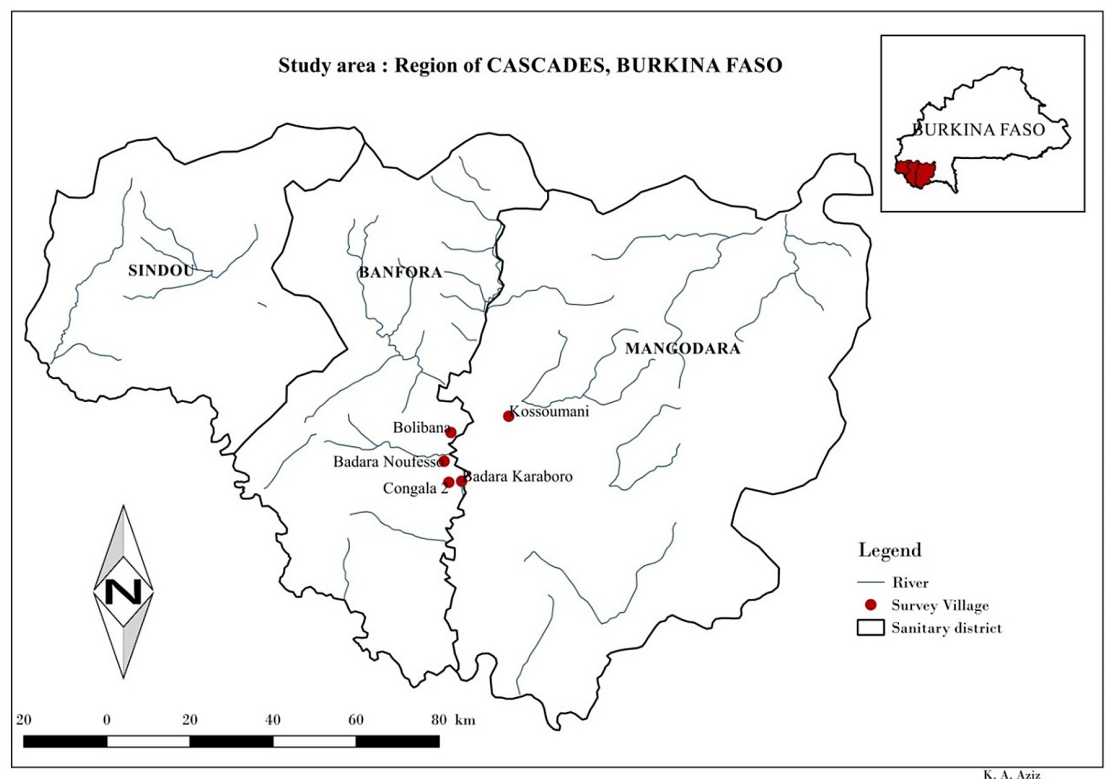 Study area : Region of CASCADES, BURKINA FASO
BURKINA FASO
SINDOU
BANFORA
MANGODARA
Kossoumani
Bolibana
Badara Noufesso
Badara Karaboro
Congala 2
N
Legend
River
Survey Village
Sanitary district
20 0 20 40 60 80 km
K. A. Aziz